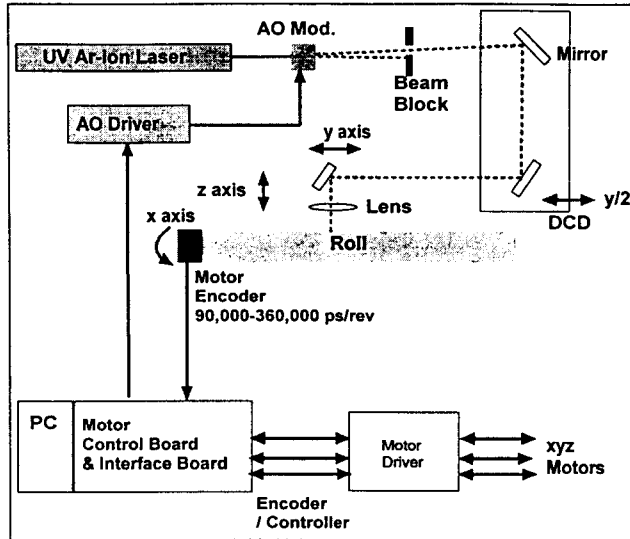 AO Mod.
UV Ar-Ion Laser
Mirror
Beam
Block
AO Driver
y axis
z axis
y/2
DCD
Lens
x axis
Roll
Motor
Encoder
90,000-360,000 ps/rev
PC
Motor
Control Board
& Interface Board
Motor
Driver
xyz
Motors
Encoder
/ Controller